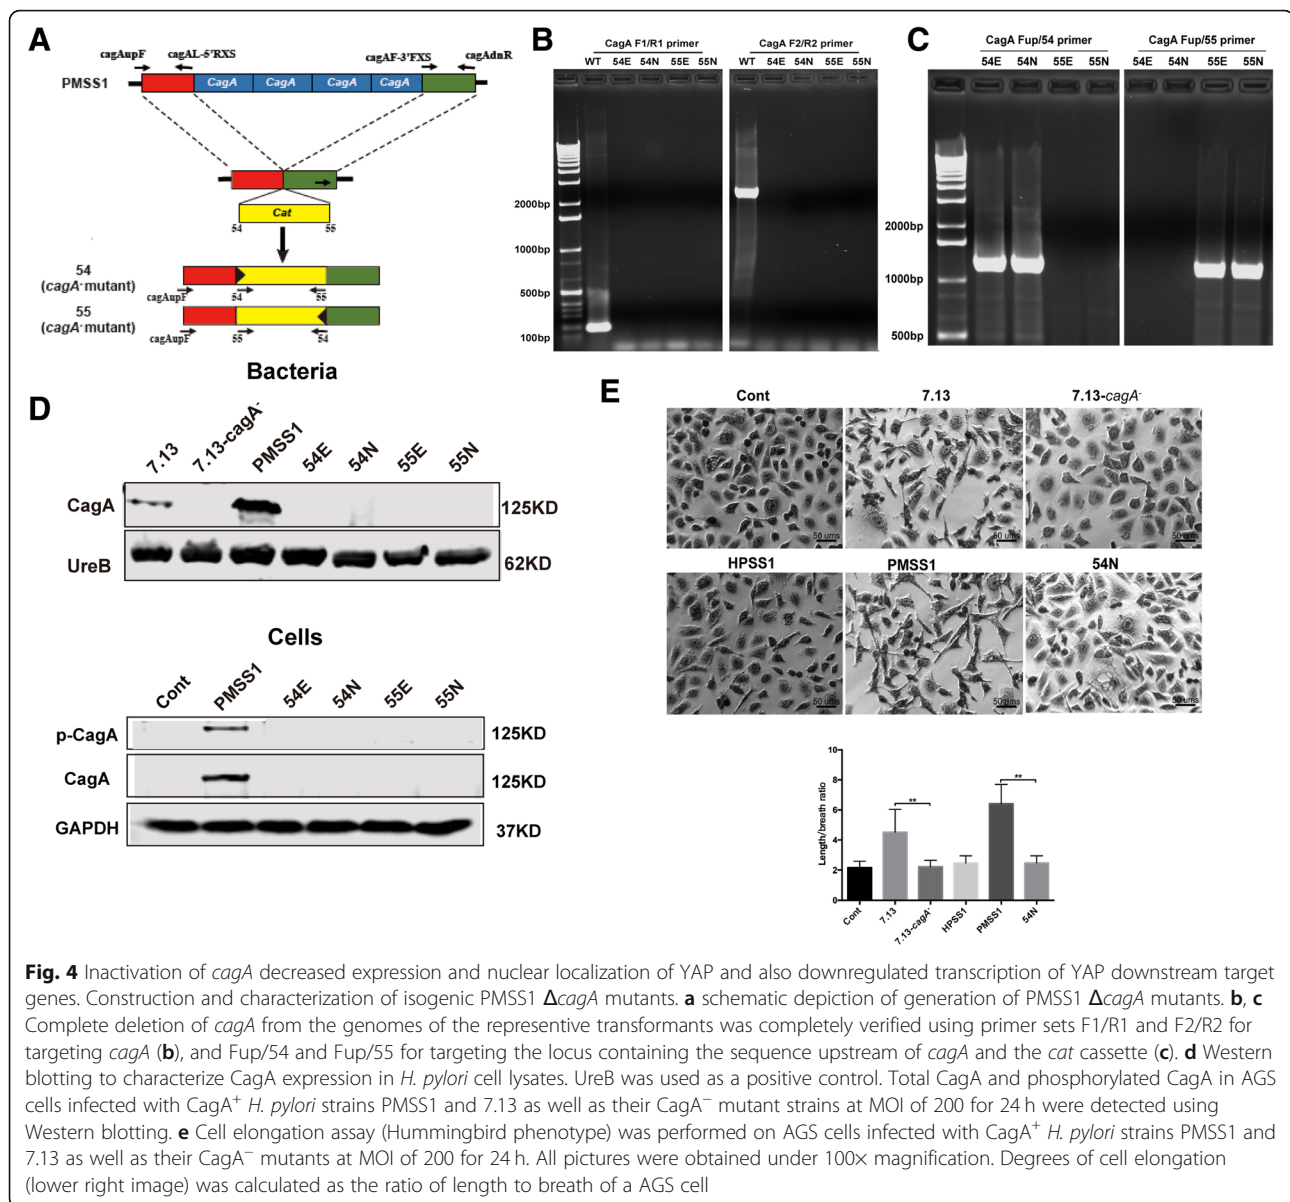 A
cagAupF
cagAL-5'RXS
cagAF-3'FXS
cagAdnR
PMSS1
CagA CagA CagA CagA
Cat
54 55
54
(cagA-mutant)
cagAupF
54 55
55
(cagA-mutant)
cagAupF
55 54
B
CagA F1/R1 primer
CagA F2/R2 primer
WT 54E 54N 55E 55N
WT 54E 54N 55E 55N
2000bp
1000bp
500bp
100bp
C
CagA Fup/54 primer
CagA Fup/55 primer
54E 54N 55E 55N
54E 54N 55E 55N
2000bp
1000bp
500bp
Bacteria
D
7.13 7.13-cagA- PMSS1 54E 54N 55E 55N
CagA 125KD
UreB 62KD
Cells
Cont PMSS1 54E 54N 55E 55N
p-CagA 125KD
CagA 125KD
GAPDH 37KD
E
Cont 7.13 7.13-cagA-
50 ums 50 ums 50 ums
HPSS1 PMSS1 54N
50 ums 50 ums 50 ums
Length/breath ratio
10
8
6
4
2
0
** **
Cont 7.13 7.13-cagA- HPSS1 PMSS1 54N
Fig. 4 Inactivation of cagA decreased expression and nuclear localization of YAP and also downregulated transcription of YAP downstream target
genes. Construction and characterization of isogenic PMSS1 ΔcagA mutants. a schematic depiction of generation of PMSS1 ΔcagA mutants. b, c
Complete deletion of cagA from the genomes of the representive transformants was completely verified using primer sets F1/R1 and F2/R2 for
targeting cagA (b), and Fup/54 and Fup/55 for targeting the locus containing the sequence upstream of cagA and the cat cassette (c). d Western
blotting to characterize CagA expression in H. pylori cell lysates. UreB was used as a positive control. Total CagA and phosphorylated CagA in AGS
cells infected with CagA+ H. pylori strains PMSS1 and 7.13 as well as their CagA− mutant strains at MOI of 200 for 24 h were detected using
Western blotting. e Cell elongation assay (Hummingbird phenotype) was performed on AGS cells infected with CagA+ H. pylori strains PMSS1 and
7.13 as well as their CagA− mutants at MOI of 200 for 24 h. All pictures were obtained under 100× magnification. Degrees of cell elongation
(lower right image) was calculated as the ratio of length to breath of a AGS cell